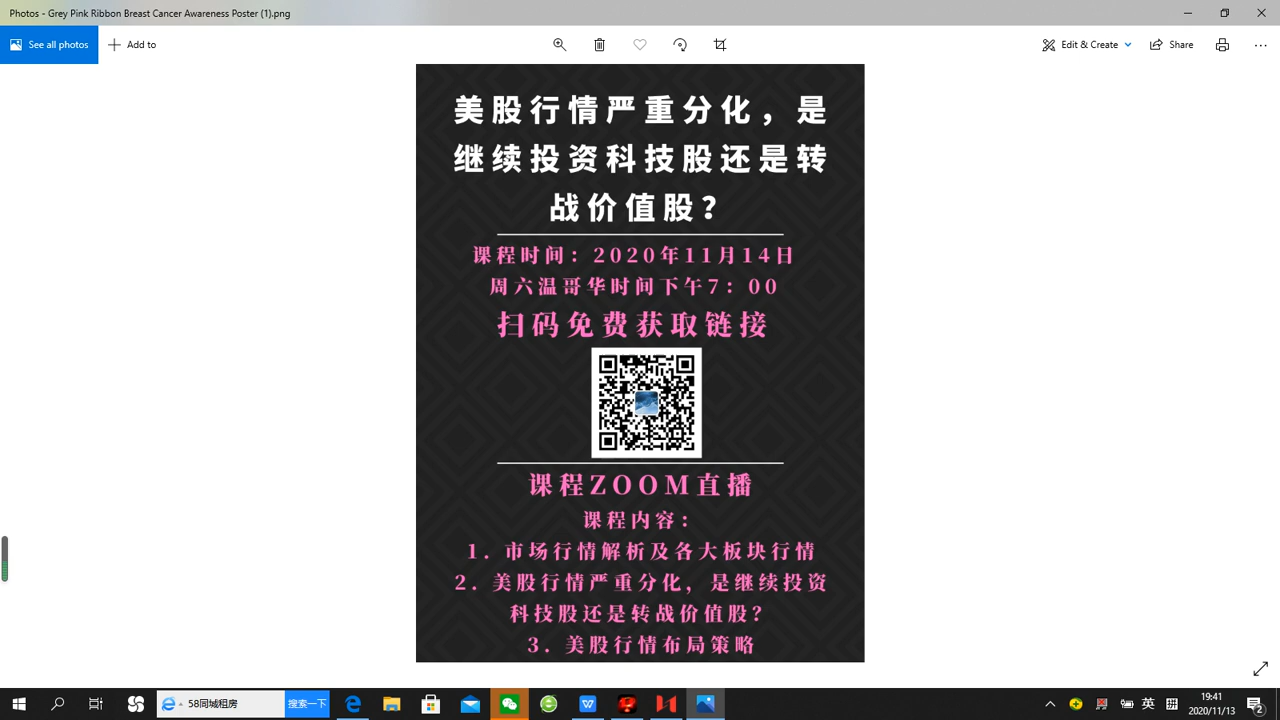 Photos - Grey Pink Ribbon Breast Cancer Awareness Poster (1).png
See all photos
Add to
Edit & Create
Share
美股行情严重分化，是
继续投资科技股还是转
战价值股？
课程时间：2020年11月14日
周六温哥华时间下午7：00
扫码免费获取链接
课程ZOOM直播
课程内容：
1. 市场行情解析及各大板块行情
2. 美股行情严重分化，是继续投资
科技股还是转战价值股？
3. 美股行情布局策略
58同城租房
搜索一下
英
19:41
2020/11/13
2